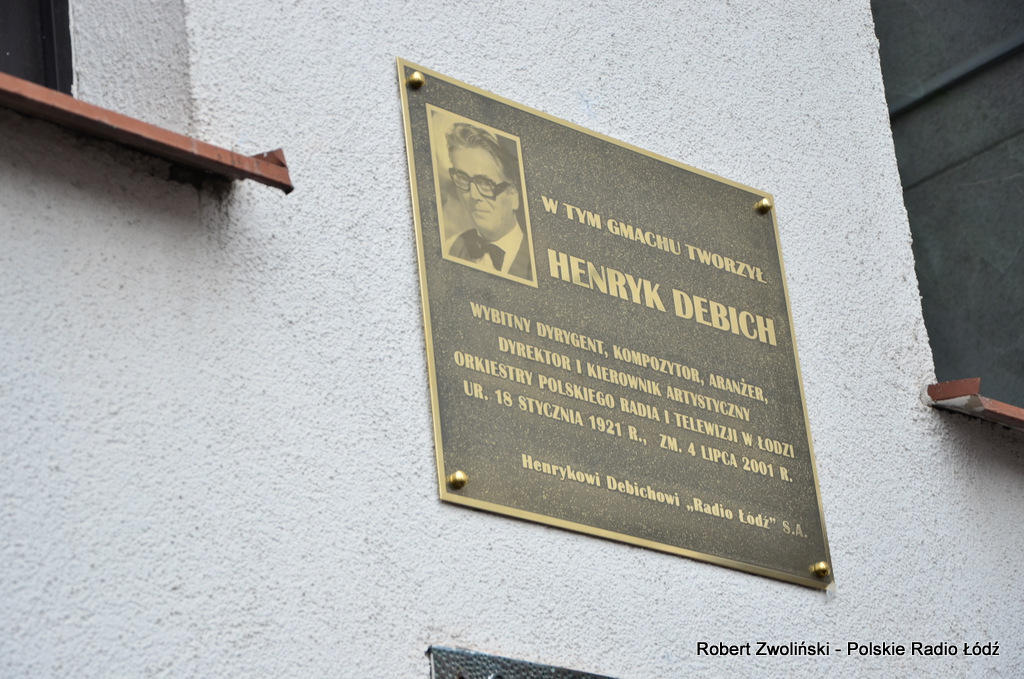 W TYM GMACHU TWORZYŁ
HENRYK DEBICH
WYBITNY DYRYGENT, KOMPOZYTOR, ARANŻER,
DYREKTOR I KIEROWNIK ARTYSTYCZNY
ORKIESTRY POLSKIEGO RADIA I TELEWIZJI W ŁODZI
UR. 18 STYCZNIA 1921 R., ZM. 4 LIPCA 2001 R.
Henrykowi Debichowi „Radio Łódź” S.A.
Robert Zwoliński - Polskie Radio Łódź